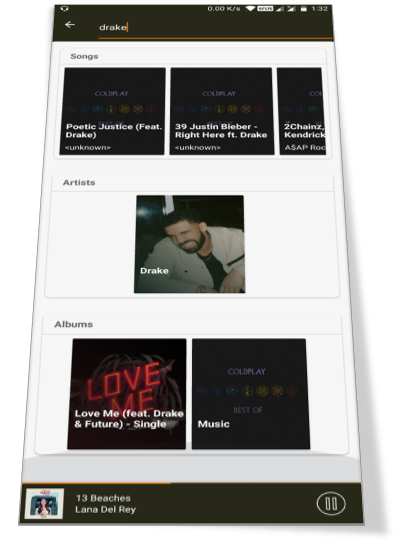 0.00 K/s 1:32
drake
Songs
COLDPLAY
COLDPLAY
COL
Poetic Justice (Feat.
Drake)
<unknown>
39 Justin Bieber -
Right Here ft. Drake
<unknown>
2Chainz,
Kendrick
A$AP Roc
Artists
Drake
Albums
LOVE
ME
Love Me (feat. Drake
& Future) - Single
COLDPLAY
BEST OF
Music
13 Beaches
Lana Del Rey